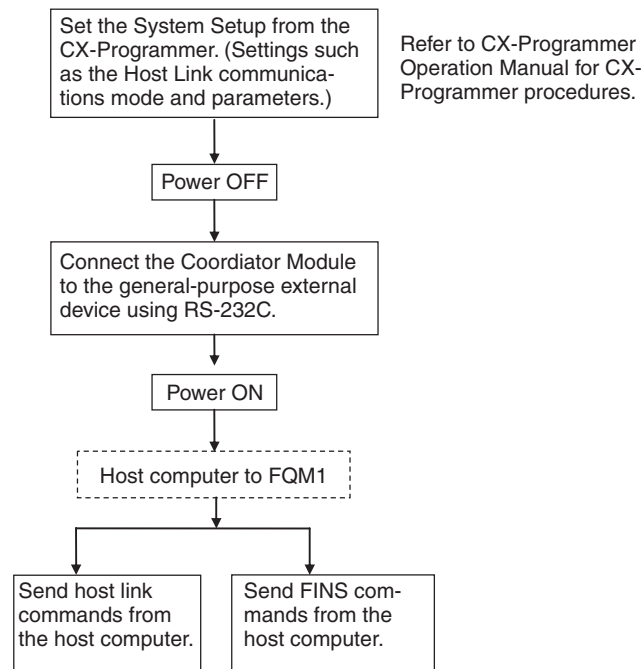 Set the System Setup from the
CX-Programmer. (Settings such
as the Host Link communica-
tions mode and parameters.)
Refer to CX-Programmer
Operation Manual for CX-
Programmer procedures.
Power OFF
Connect the Coordiator Module
to the general-purpose external
device using RS-232C.
Power ON
Host computer to FQM1
Send host link
commands from
the host computer.
Send FINS com-
mands from the
host computer.